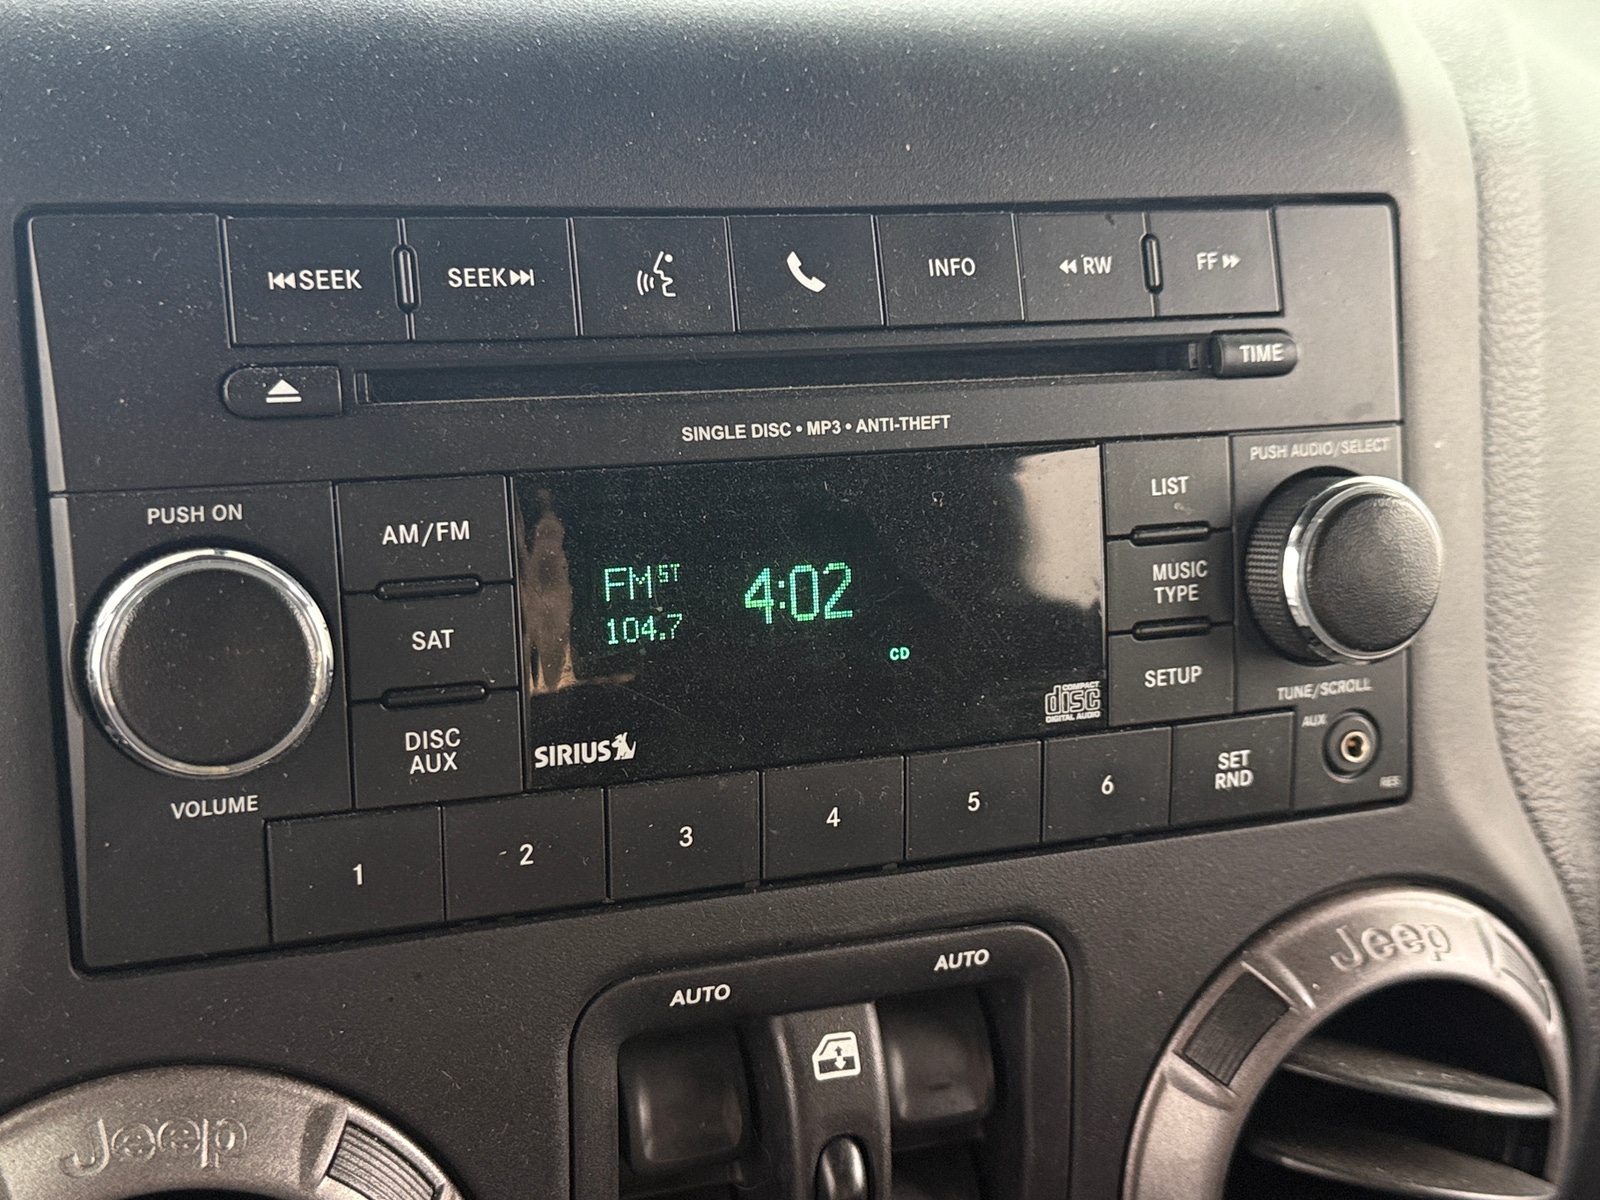 SEEK
SEEK
INFO
RW
FF
TIME
SINGLE DISC • MP3 • ANTI-THEFT
PUSH ON
AM/FM
SAT
DISC
AUX
VOLUME
FM ST
104.7
4:02
CD
SIRIUS
COMPACT
disc
DIGITAL AUDIO
LIST
MUSIC
TYPE
SETUP
PUSH AUDIO/SELECT
TUNE/SCROLL
AUX
RES
1
2
3
4
5
6
SET
RND
AUTO
AUTO
Jeep
Jeep